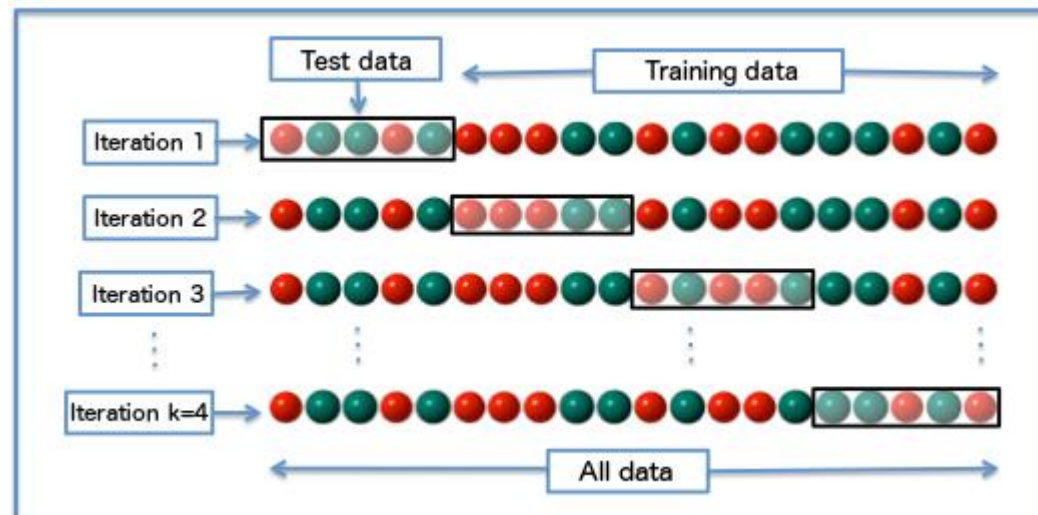 Test data
Training data
Iteration 1
Iteration 2
Iteration 3
Iteration k=4
All data